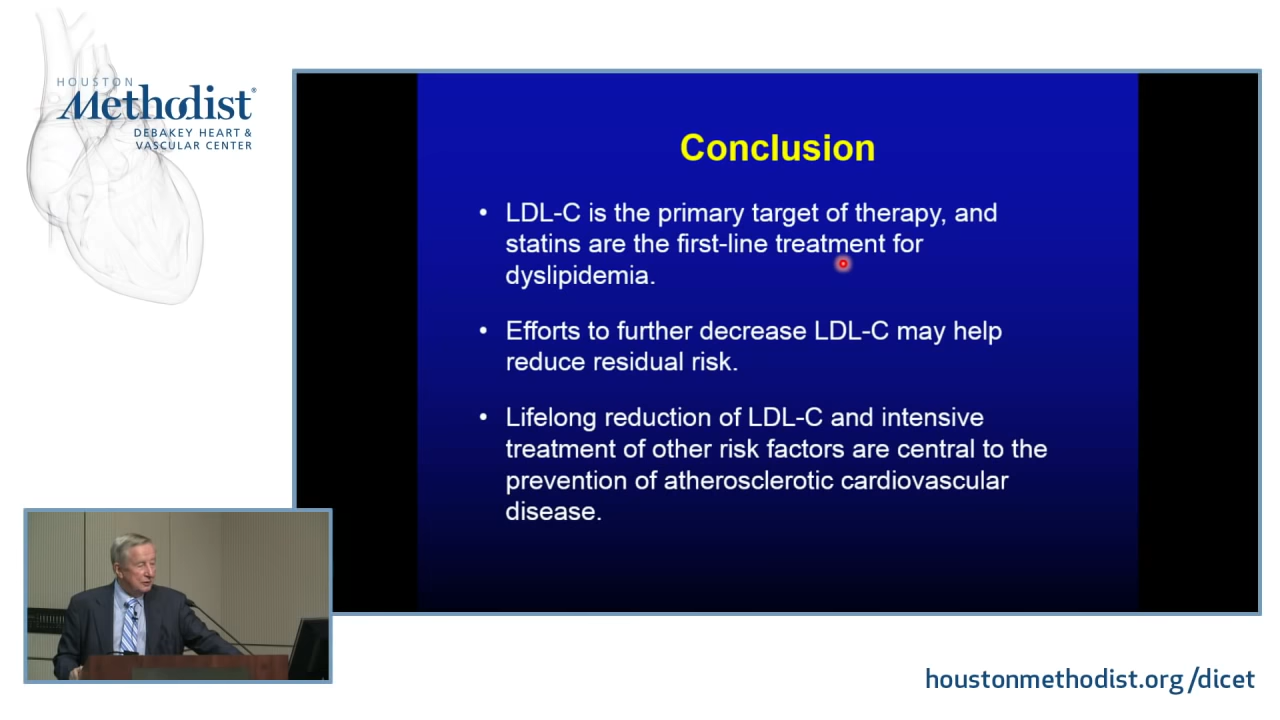 HOUSTON
Methodist®
DEBAKEY HEART &
VASCULAR CENTER
Conclusion
• LDL-C is the primary target of therapy, and
statins are the first-line treatment for
dyslipidemia.
• Efforts to further decrease LDL-C may help
reduce residual risk.
• Lifelong reduction of LDL-C and intensive
treatment of other risk factors are central to the
prevention of atherosclerotic cardiovascular
disease.
houstonmethodist.org/dicet